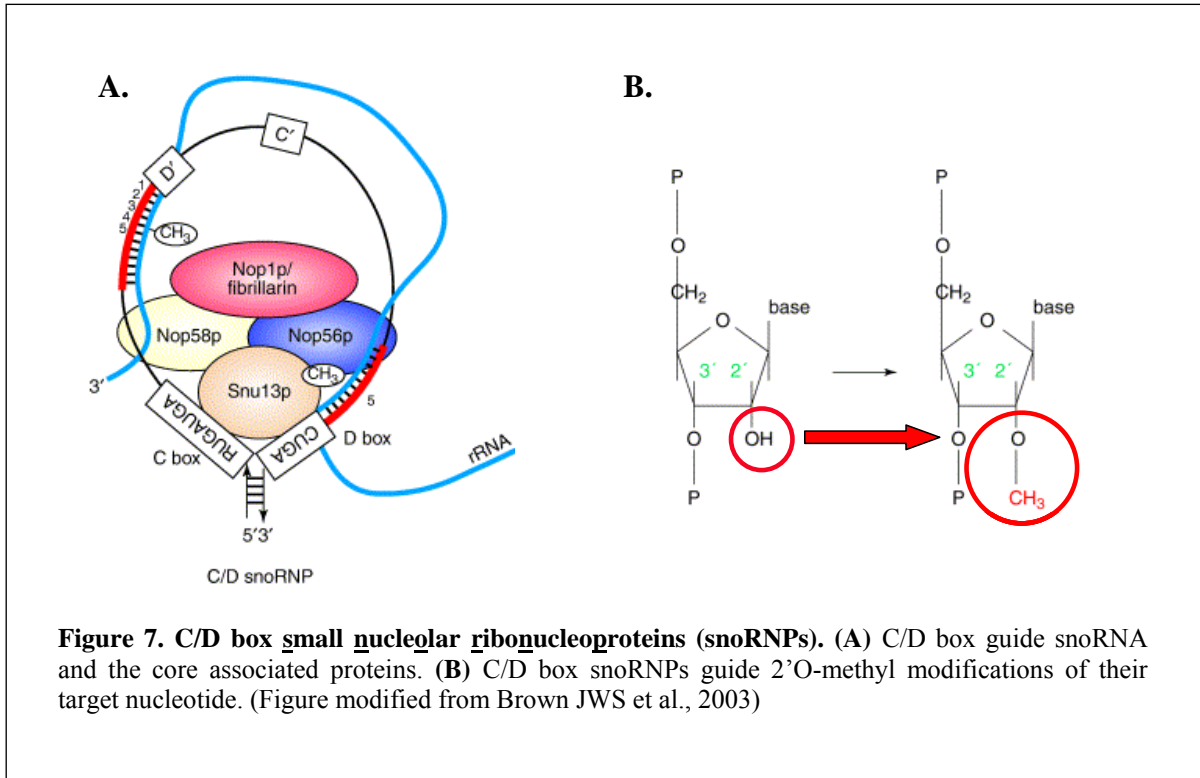 A.
B.
C'
D'
1
2
3
4
5
CH3
Nop1p/
fibrillarin
Nop58p
Nop56p
CH3
Snu13p
5
3'
RUGAUGA
CUGA
C box
D box
rRNA
5'3'
C/D snoRNP
P
O
CH2
base
O
3' 2'
O
OH
P
P
O
CH2
base
O
3' 2'
O
O
P
CH3
Figure 7. C/D box small nucleolar ribonucleoproteins (snoRNPs). (A) C/D box guide snoRNA
and the core associated proteins. (B) C/D box snoRNPs guide 2’O-methyl modifications of their
target nucleotide. (Figure modified from Brown JWS et al., 2003)